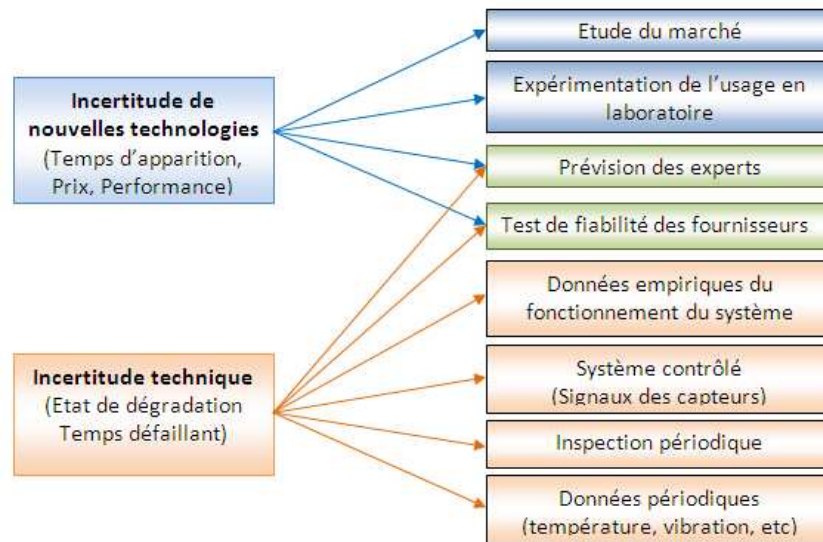 Incertitude de
nouvelles technologies
(Temps d’apparition,
Prix, Performance)
Incertitude technique
(Etat de dégradation
Temps défaillant)
Etude du marché
Expérimentation de l’usage en
laboratoire
Prévision des experts
Test de fiabilité des fournisseurs
Données empiriques du
fonctionnement du système
Système contrôlé
(Signaux des capteurs)
Inspection périodique
Données périodiques
(température, vibration, etc)